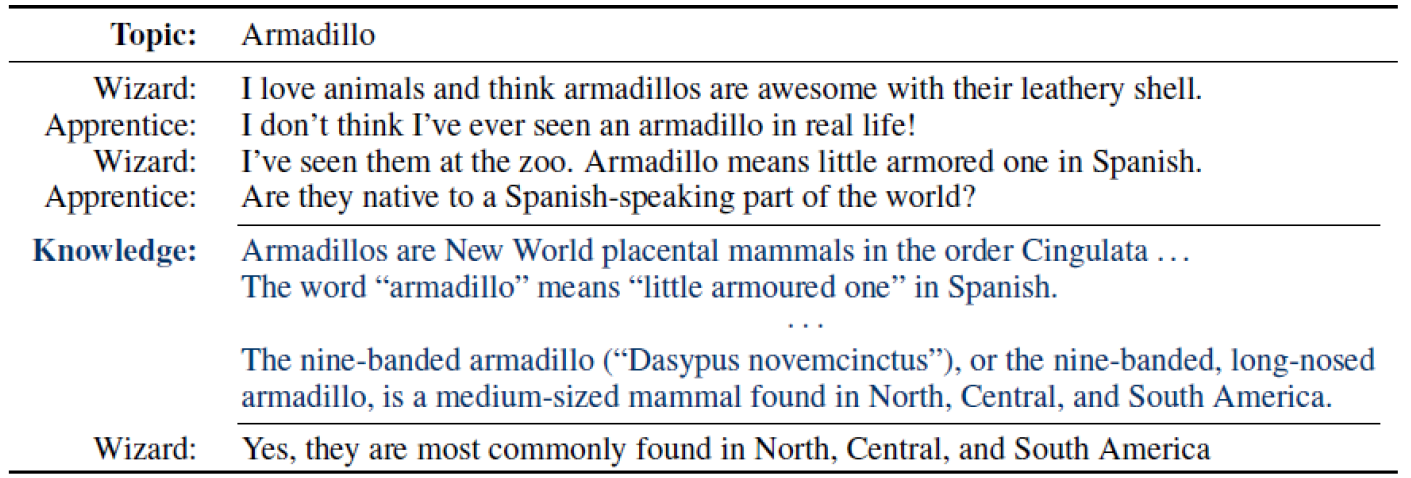 Topic: Armadillo
Wizard: I love animals and think armadillos are awesome with their leathery shell.
Apprentice: I don't think I've ever seen an armadillo in real life!
Wizard: I've seen them at the zoo. Armadillo means little armored one in Spanish.
Apprentice: Are they native to a Spanish-speaking part of the world?
Knowledge: Armadillos are New World placental mammals in the order Cingulata . . .
The word “armadillo” means “little armoured one” in Spanish.
. . .
The nine-banded armadillo (“Dasypus novemcinctus”), or the nine-banded, long-nosed
armadillo, is a medium-sized mammal found in North, Central, and South America.
Wizard: Yes, they are most commonly found in North, Central, and South America